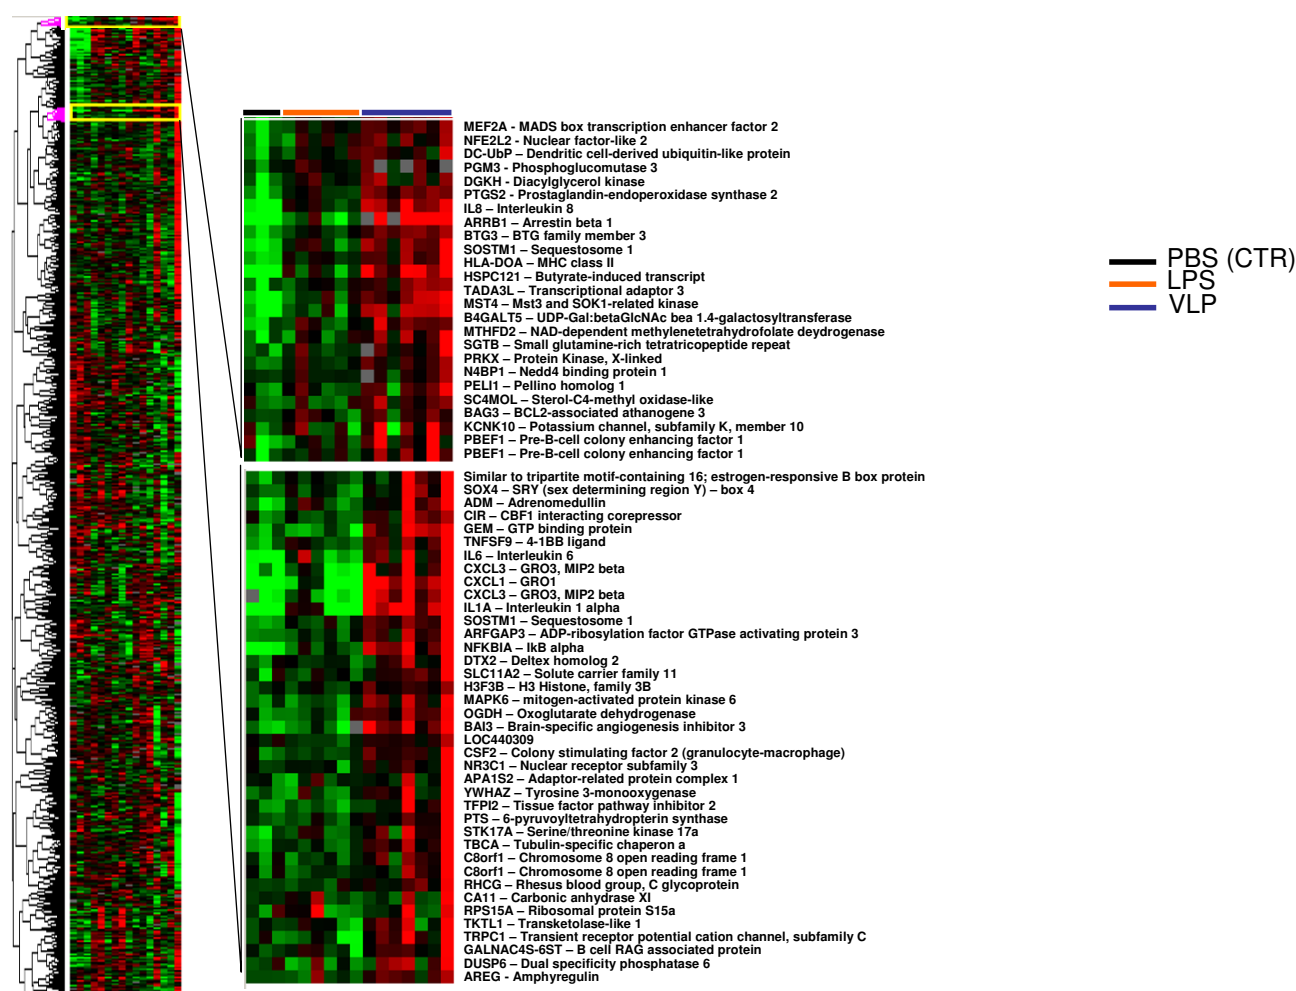 MEF2A - MADS box transcription enhancer factor 2
NFE2L2 - Nuclear factor-like 2
DC-UbP – Dendritic cell-derived ubiquitin-like protein
PGM3 - Phosphoglucomutase 3
DGKH - Diacylglycerol kinase
PTGS2 - Prostaglandin-endoperoxidase synthase 2
IL8 – Interleukin 8
ARRB1 – Arrestin beta 1
BTG3 – BTG family member 3
SOSTM1 – Sequestosome 1
HLA-DOA – MHC class II
HSPC121 – Butyrate-induced transcript
TADA3L – Transcriptional adaptor 3
MST4 – Mst3 and SOK1-related kinase
B4GALT5 – UDP-Gal:betaGlcNAc bea 1.4-galactosyltransferase
MTHFD2 – NAD-dependent methylenetetrahydrofolate deydrogenase
SGTB – Small glutamine-rich tetratricopeptide repeat
PRKX – Protein Kinase, X-linked
N4BP1 – Nedd4 binding protein 1
PELI1 – Pellino homolog 1
SC4MOL – Sterol-C4-methyl oxidase-like
BAG3 – BCL2-associated athanogene 3
KCNK10 – Potassium channel, subfamily K, member 10
PBEF1 – Pre-B-cell colony enhancing factor 1
PBEF1 – Pre-B-cell colony enhancing factor 1
Similar to tripartite motif-containing 16; estrogen-responsive B box protein
SOX4 – SRY (sex determining region Y) – box 4
ADM – Adrenomedullin
CIR – CBF1 interacting corepressor
GEM – GTP binding protein
TNFSF9 – 4-1BB ligand
IL6 – Interleukin 6
CXCL3 – GRO3, MIP2 beta
CXCL1 – GRO1
CXCL3 – GRO3, MIP2 beta
IL1A – Interleukin 1 alpha
SOSTM1 – Sequestosome 1
ARFGAP3 – ADP-ribosylation factor GTPase activating protein 3
NFKBIA – IkB alpha
DTX2 – Deltex homolog 2
SLC11A2 – Solute carrier family 11
H3F3B – H3 Histone, family 3B
MAPK6 – mitogen-activated protein kinase 6
OGDH – Oxoglutarate dehydrogenase
BAI3 – Brain-specific angiogenesis inhibitor 3
LOC440309
CSF2 – Colony stimulating factor 2 (granulocyte-macrophage)
NR3C1 – Nuclear receptor subfamily 3
APA1S2 – Adaptor-related protein complex 1
YWHAZ – Tyrosine 3-monooxygenase
TFPI2 – Tissue factor pathway inhibitor 2
PTS – 6-pyruvoyltetrahydropterin synthase
STK17A – Serine/threonine kinase 17a
TBCA – Tubulin-specific chaperon a
C8orf1 – Chromosome 8 open reading frame 1
C8orf1 – Chromosome 8 open reading frame 1
RHCG – Rhesus blood group, C glycoprotein
CA11 – Carbonic anhydrase XI
RPS15A – Ribosomal protein S15a
TKTL1 – Transketolase-like 1
TRPC1 – Transient receptor potential cation channel, subfamily C
GALNAC4S-6ST – B cell RAG associated protein
DUSP6 – Dual specificity phosphatase 6
AREG - Amphyregulin
PBS (CTR)
LPS
VLP